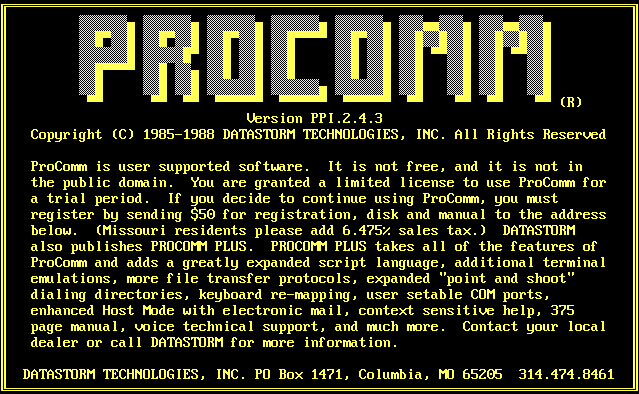 PROCOMM (R)
Version PPI.2.4.3
Copyright (C) 1985-1988 DATASTORM TECHNOLOGIES, INC. All Rights Reserved
ProComm is user supported software.  It is not free, and it is not in
the public domain.  You are granted a limited license to use ProComm for
a trial period.  If you decide to continue using ProComm, you must
register by sending $50 for registration, disk and manual to the address
below.  (Missouri residents please add 6.475% sales tax.)  DATASTORM
also publishes PROCOMM PLUS.  PROCOMM PLUS takes all of the features of
ProComm and adds a greatly expanded script language, additional terminal
emulations, more file transfer protocols, expanded "point and shoot"
dialing directories, keyboard re-mapping, user setable COM ports,
enhanced Host Mode with electronic mail, context sensitive help, 375
page manual, voice technical support, and much more.  Contact your local
dealer or call DATASTORM for more information.
DATASTORM TECHNOLOGIES, INC. PO Box 1471, Columbia, MO 65205  314.474.8461